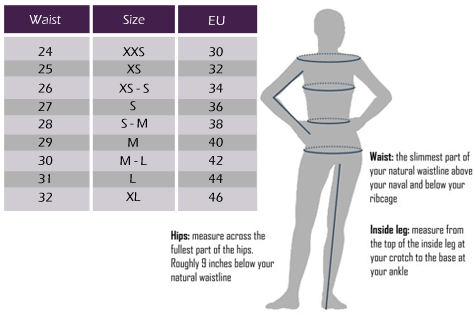 Waist Size EU
24 XXS 30
25 XS 32
26 XS - S 34
27 S 36
28 S - M 38
29 M 40
30 M - L 42
31 L 44
32 XL 46
Waist: the slimmest part of
your natural waistline above
your naval and below your
ribcage
Hips: measure across the
fullest part of the hips.
Roughly 9 inches below your
natural waistline
Inside leg: measure from
the top of the inside leg at
your crotch to the base at
your ankle